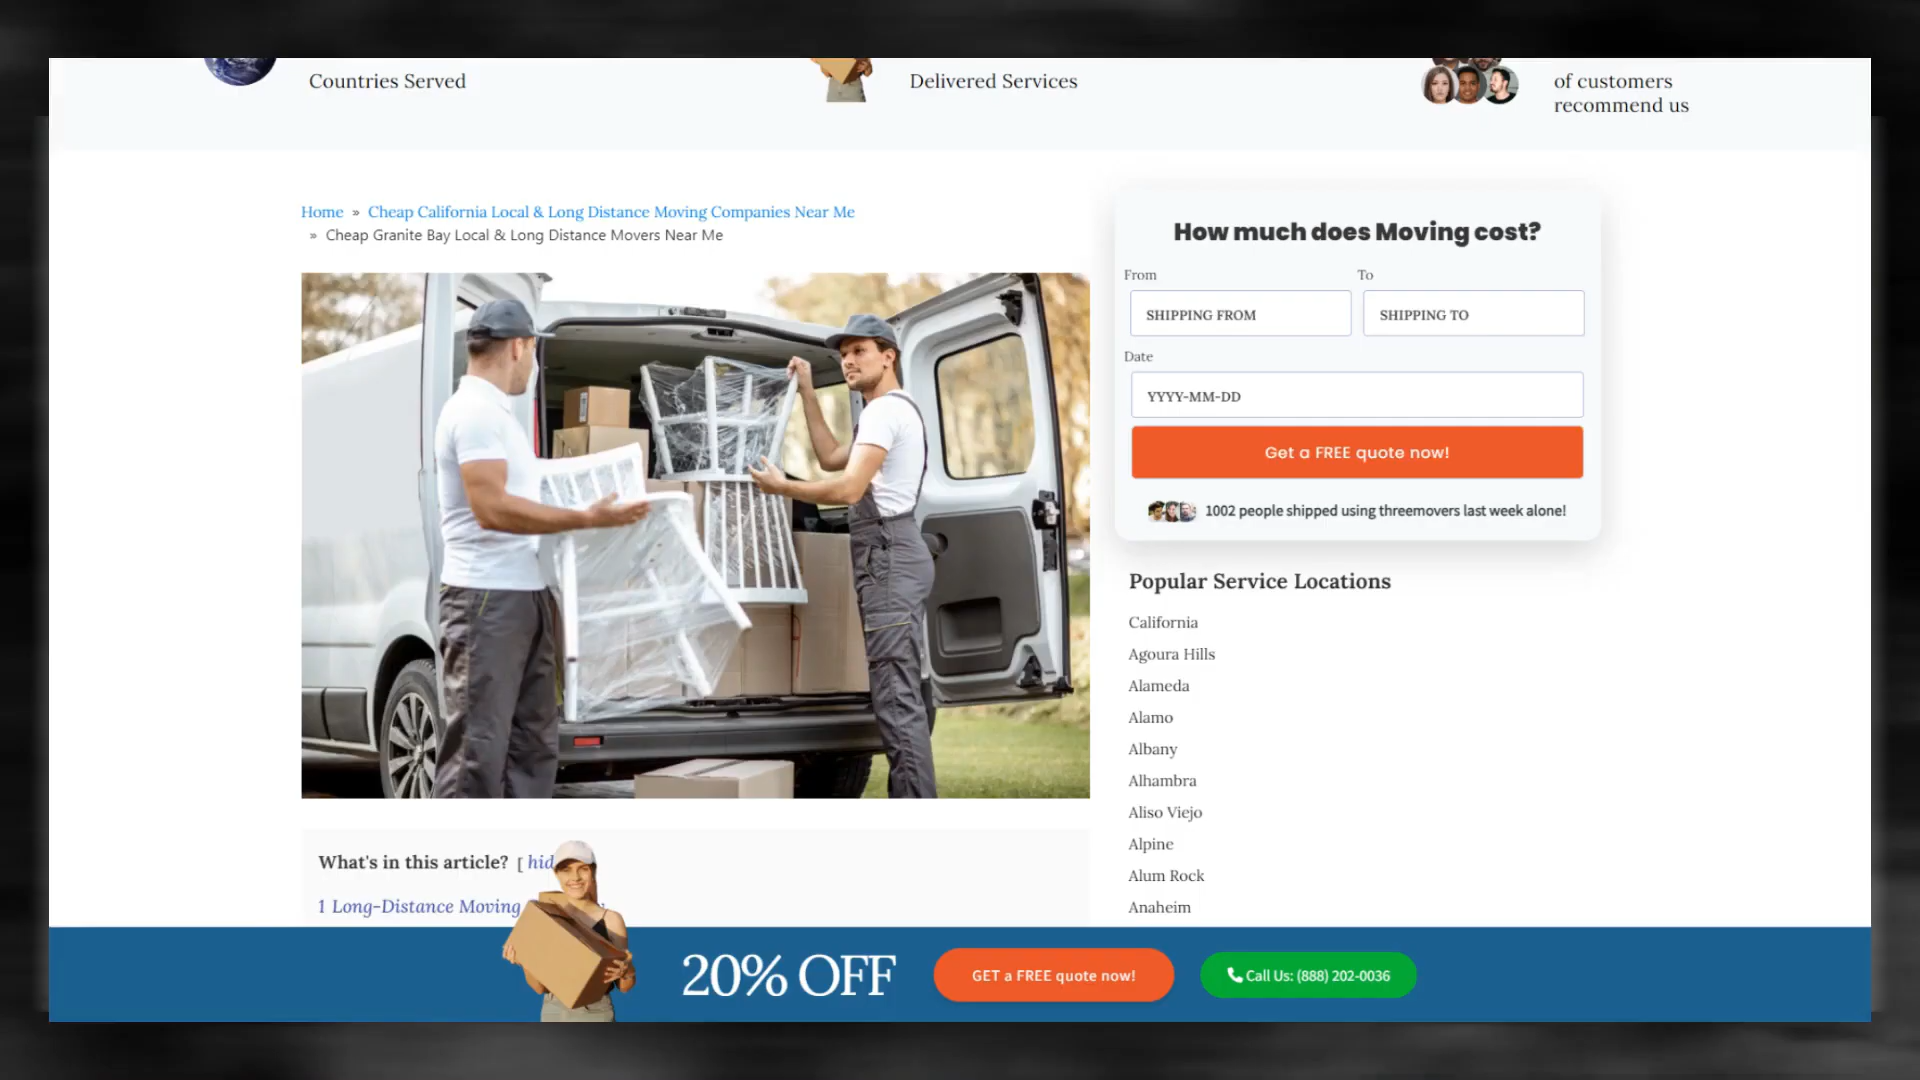 Countries Served
Delivered Services
of customers
recommend us
Home » Cheap California Local & Long Distance Moving Companies Near Me
» Cheap Granite Bay Local & Long Distance Movers Near Me
How much does Moving cost?
From
To
SHIPPING FROM
SHIPPING TO
Date
YYYY-MM-DD
Get a FREE quote now!
1002 people shipped using threemovers last week alone!
Popular Service Locations
California
Agoura Hills
Alameda
Alamo
Albany
Alhambra
Aliso Viejo
Alpine
Alum Rock
Anaheim
What's in this article? [ hid
1 Long-Distance Moving
20% OFF
GET a FREE quote now!
Call Us: (888) 202-0036